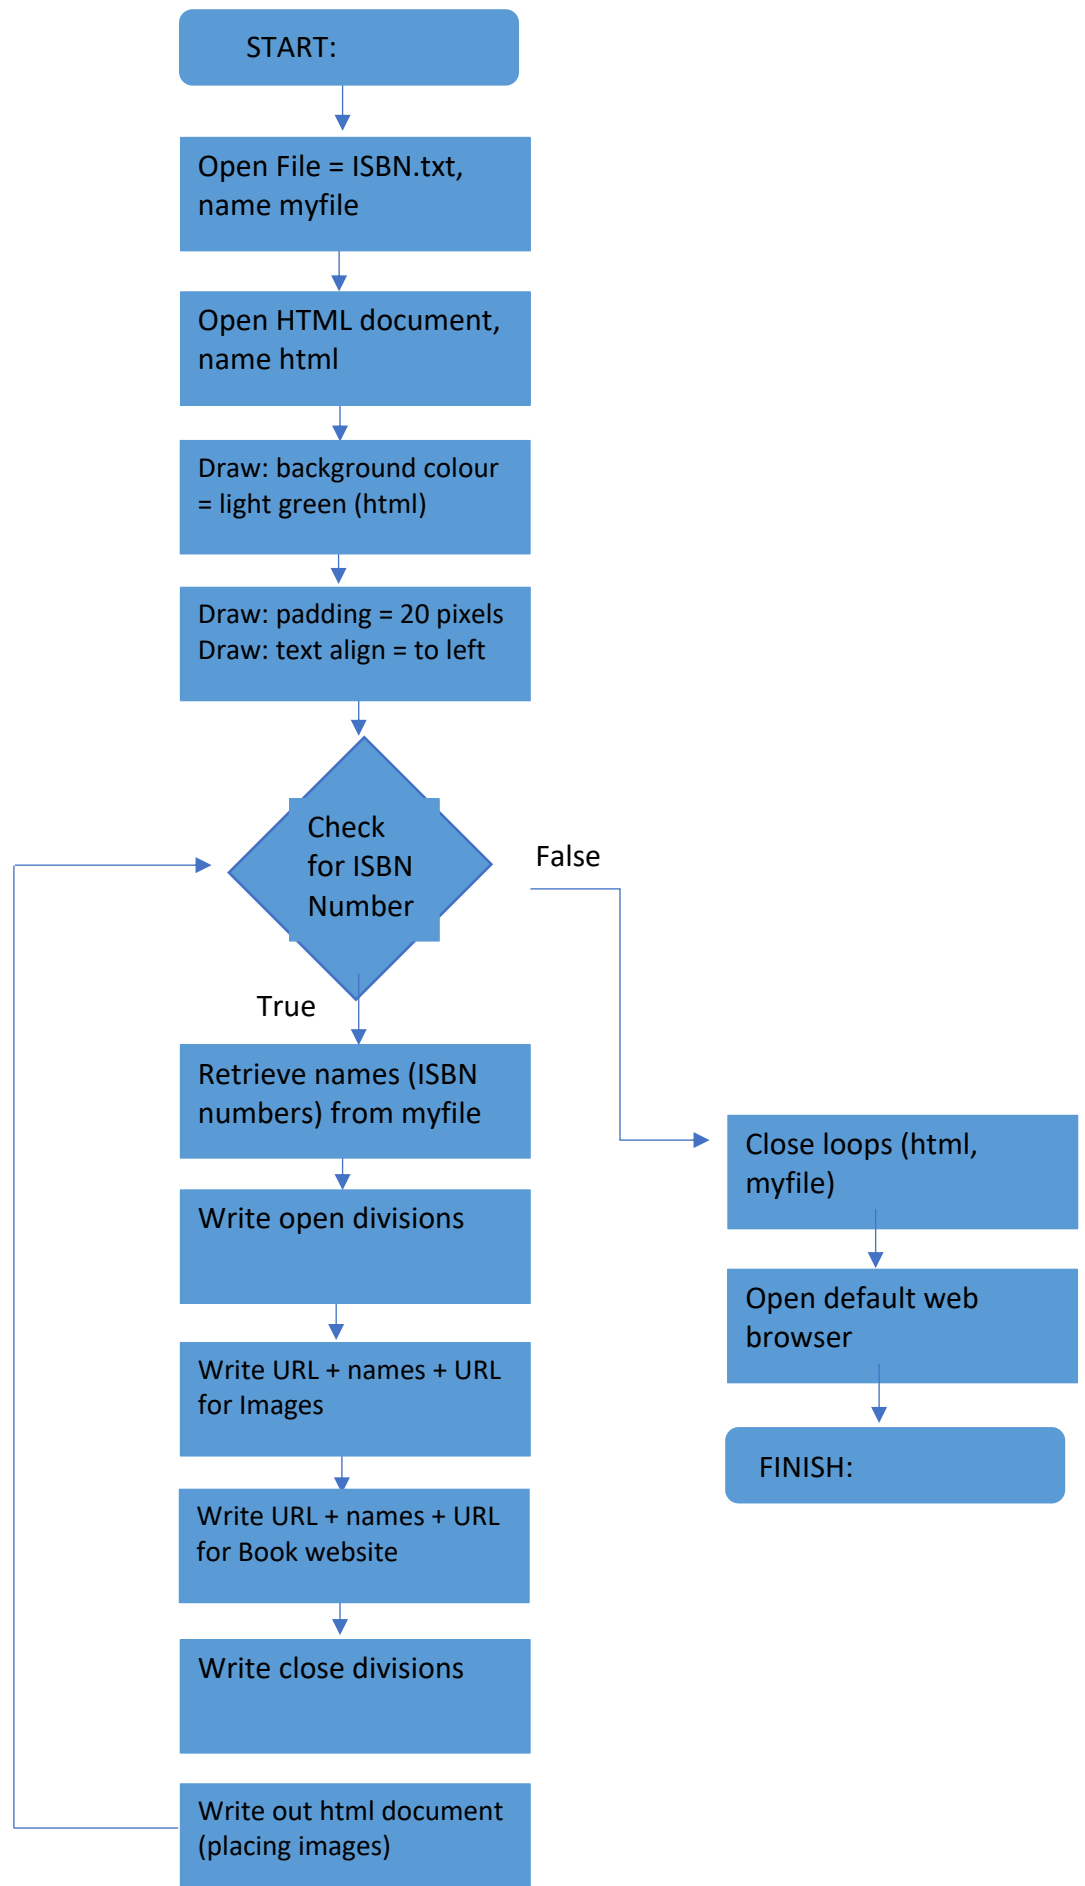 START:
Open File = ISBN.txt,
name myfile
Open HTML document,
name html
Draw: background colour
= light green (html)
Draw: padding = 20 pixels
Draw: text align = to left
Check
for ISBN
Number
False
True
Retrieve names (ISBN
numbers) from myfile
Write open divisions
Write URL + names + URL
for Images
Write URL + names + URL
for Book website
Write close divisions
Write out html document
(placing images)
Close loops (html,
myfile)
Open default web
browser
FINISH: